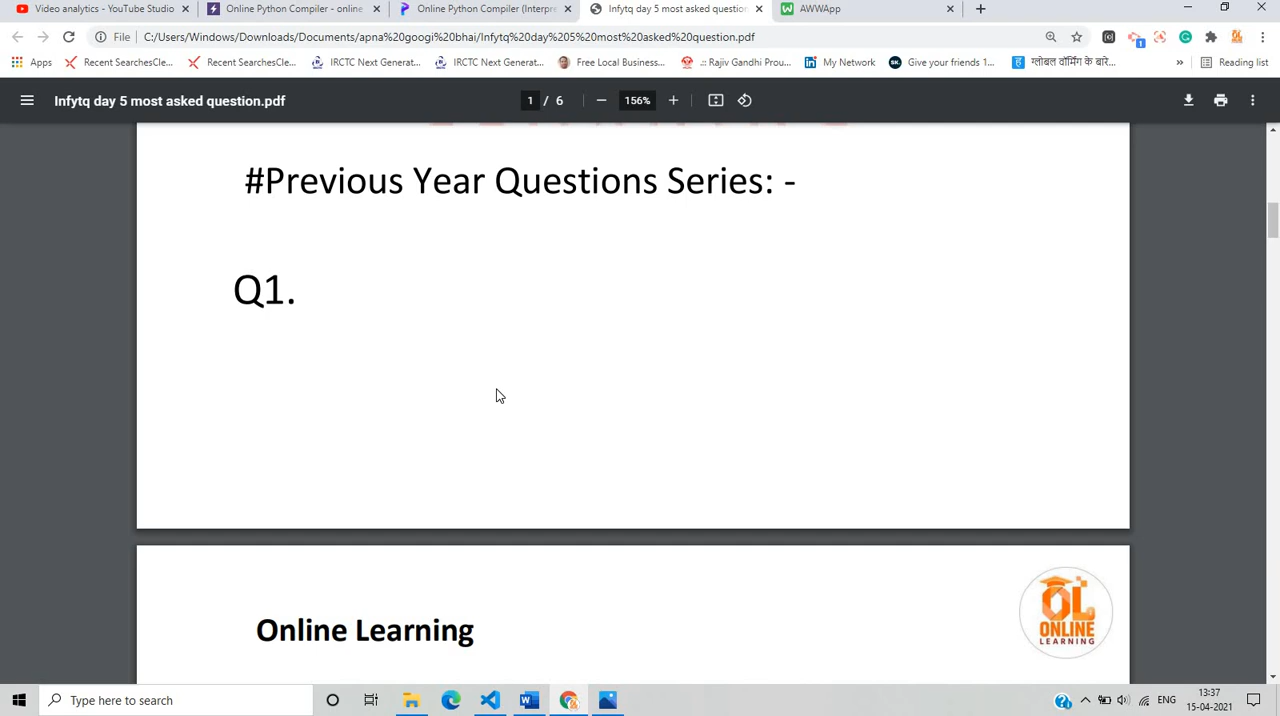 Video analytics - YouTube Studio
Online Python Compiler - online
Online Python Compiler (Interpre
Infytq day 5 most asked question
AWWApp
File
C:/Users/Windows/Downloads/Documents/apna%20googi%20bhai/Infytq%20day%205%20most%20asked%20question.pdf
1
Apps
Recent SearchesCle...
Recent SearchesCle...
IRCTC Next Generat...
IRCTC Next Generat...
Free Local Business...
.:: Rajiv Gandhi Prou...
My Network
SK.
Give your friends 1...
हि
ग्लोबल वॉर्मिंग के बारे...
»
Reading list
Infytq day 5 most asked question.pdf
1 / 6
156%
#Previous Year Questions Series: -
Q1.
Online Learning
OL
ONLINE
LEARNING
Type here to search
ENG
13:37
15-04-2021